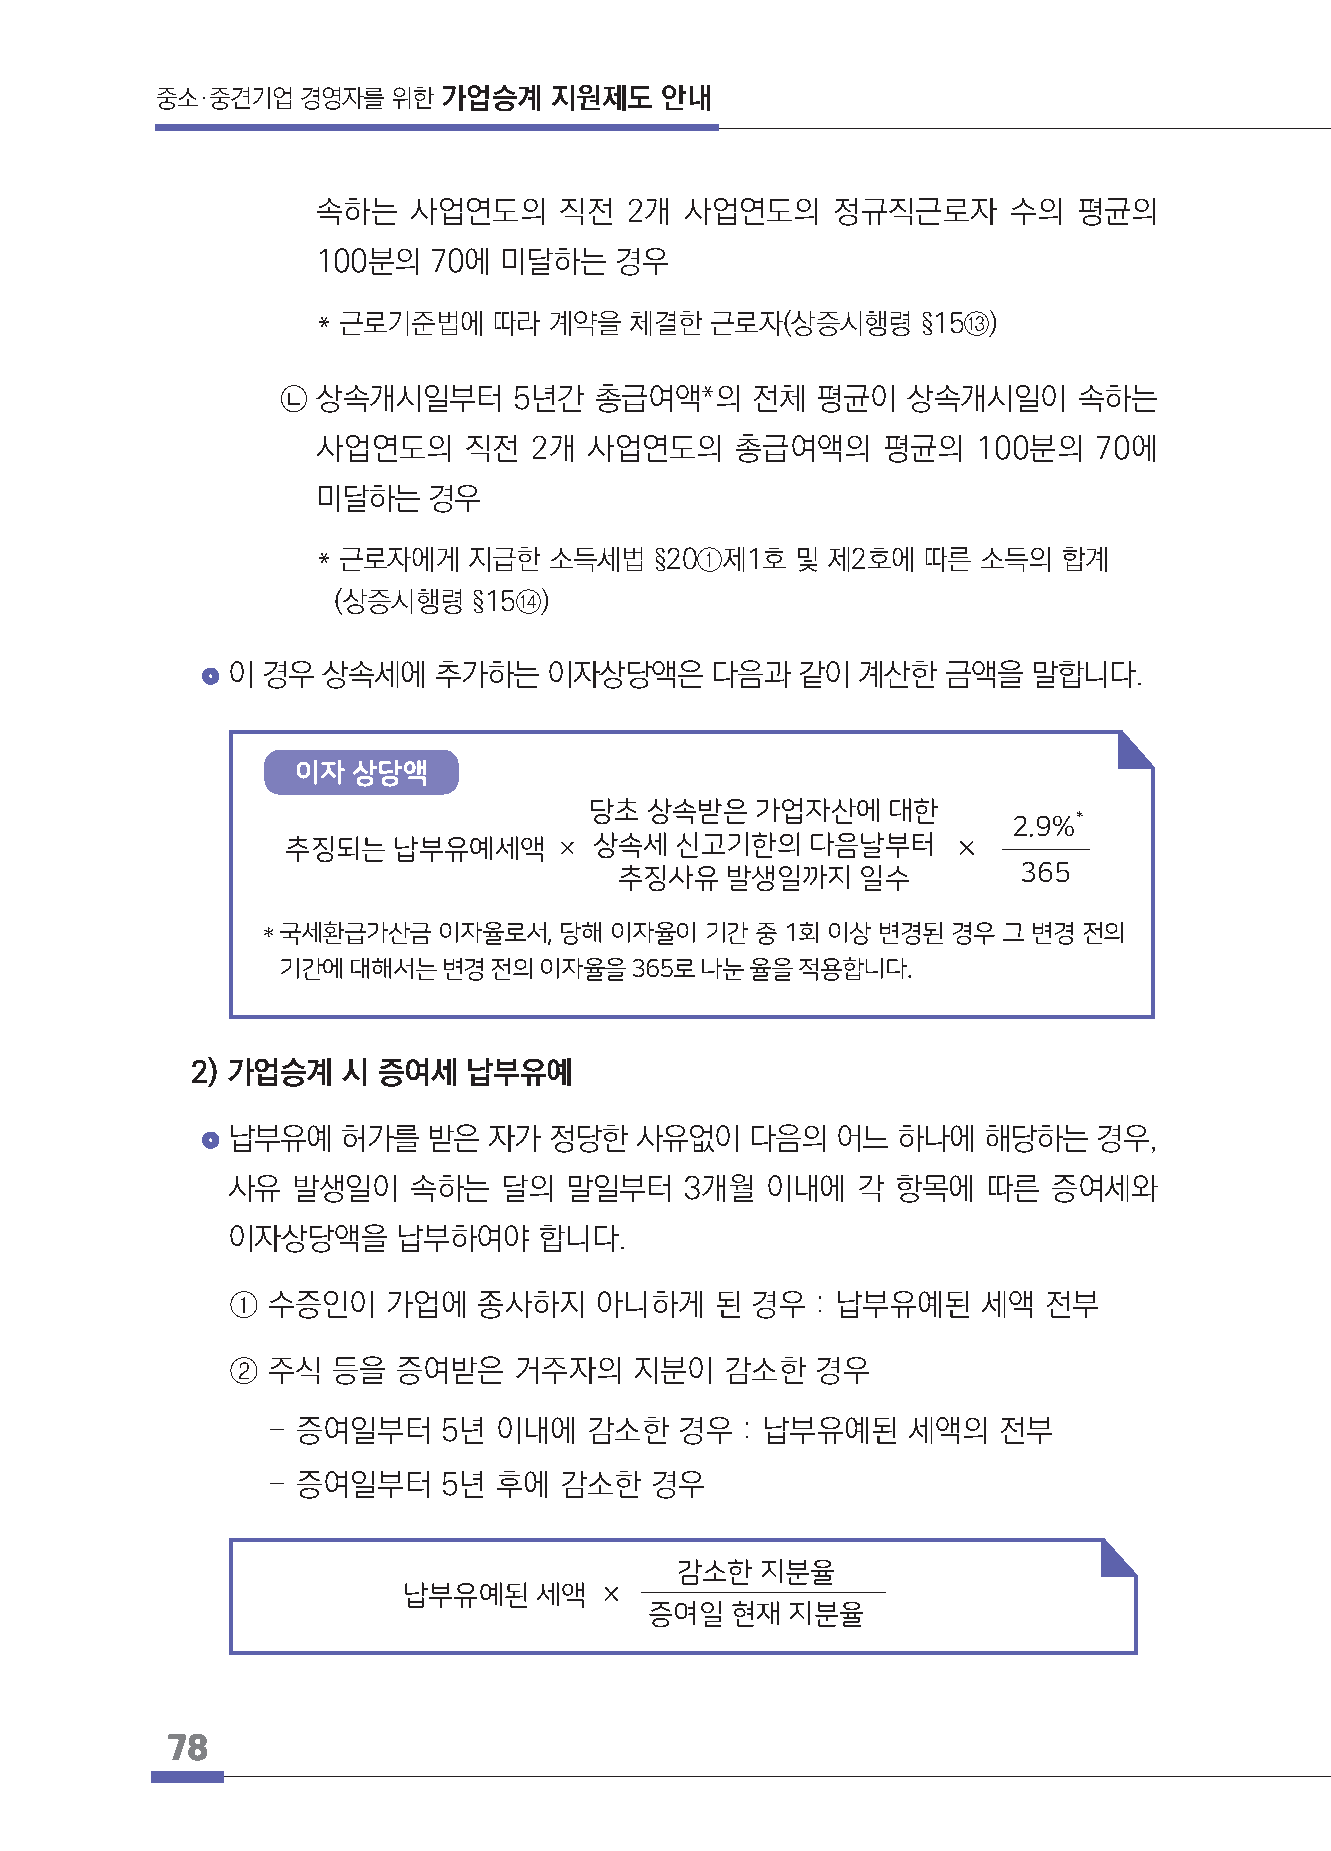 중소·중견기업 경영자를 위한 가업승계 지원제도 안내
속하는 사업연도의 직전 2개 사업연도의 정규직근로자 수의 평균의
100분의 70에 미달하는 경우
* 근로기준법에 따라 계약을 체결한 근로자(상증시행령 §15⑬)
㉡ 상속개시일부터 5년간 총급여액*의 전체 평균이 상속개시일이 속하는
사업연도의 직전 2개 사업연도의 총급여액의 평균의 100분의 70에
미달하는 경우
* 근로자에게 지급한 소득세법 §20①제1호 및 제2호에 따른 소득의 합계
(상증시행령 §15⑭)
이 경우 상속세에 추가하는 이자상당액은 다음과 같이 계산한 금액을 말합니다.
이자 상당액
추징되는 납부유예세액 ×
당초 상속받은 가업자산에 대한
상속세 신고기한의 다음날부터
추징사유 발생일까지 일수
×
2.9%*
365
* 국세환급가산금 이자율로서, 당해 이자율이 기간 중 1회 이상 변경된 경우 그 변경 전의
기간에 대해서는 변경 전의 이자율을 365로 나눈 율을 적용합니다.
2) 가업승계 시 증여세 납부유예
납부유예 허가를 받은 자가 정당한 사유없이 다음의 어느 하나에 해당하는 경우,
사유 발생일이 속하는 달의 말일부터 3개월 이내에 각 항목에 따른 증여세와
이자상당액을 납부하여야 합니다.
① 수증인이 가업에 종사하지 아니하게 된 경우 : 납부유예된 세액 전부
② 주식 등을 증여받은 거주자의 지분이 감소한 경우
- 증여일부터 5년 이내에 감소한 경우 : 납부유예된 세액의 전부
- 증여일부터 5년 후에 감소한 경우
납부유예된 세액 ×
감소한 지분율
증여일 현재 지분율
78